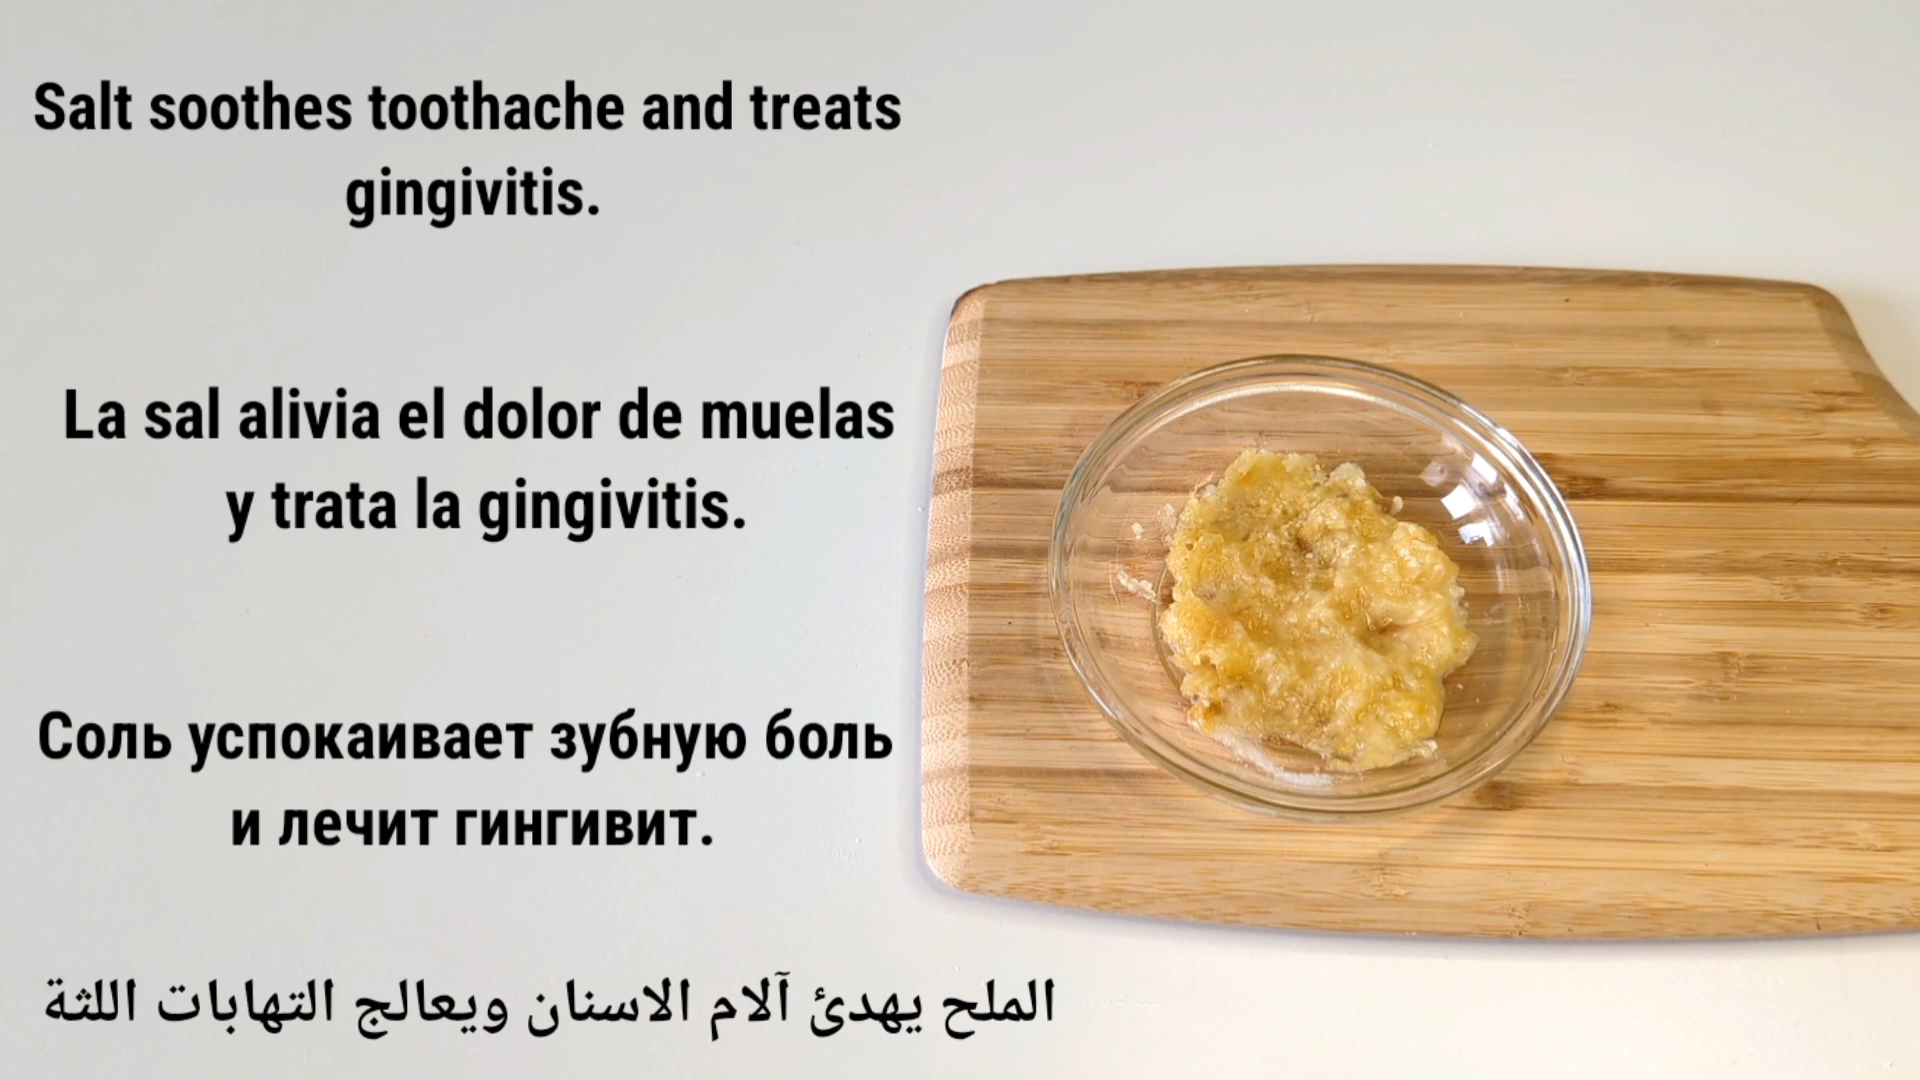 Salt soothes toothache and treats
gingivitis.
La sal alivia el dolor de muelas
y trata la gingivitis.
Соль успокаивает зубную боль
и лечит гингивит.
الملح يهدئ آلام الاسنان ويعالج التهابات اللثة